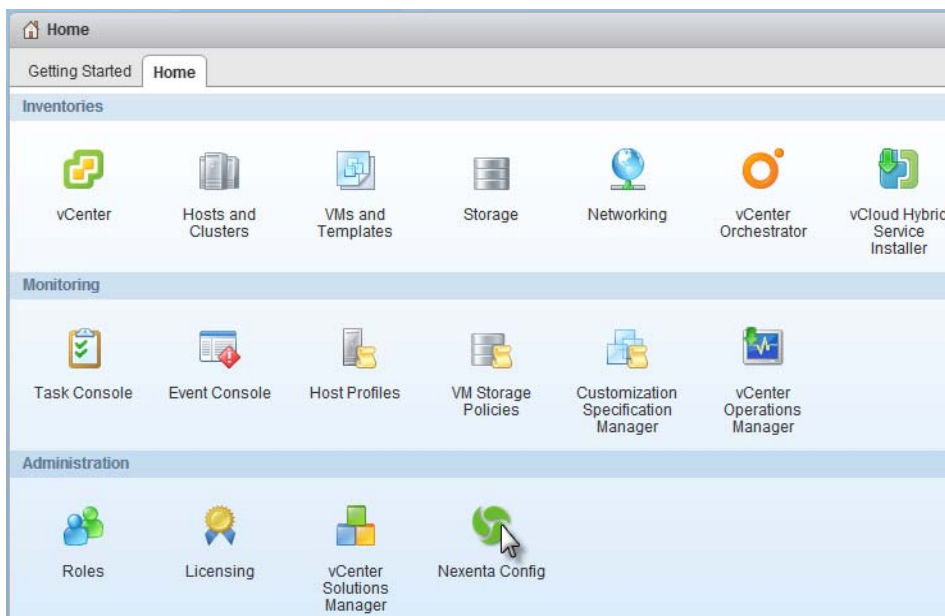 Home
Getting Started
Home
Inventories
vCenter
Hosts and
Clusters
VMs and
Templates
Storage
Networking
vCenter
Orchestrator
vCloud Hybrid
Service
Installer
Monitoring
Task Console
Event Console
Host Profiles
VM Storage
Policies
Customization
Specification
Manager
vCenter
Operations
Manager
Administration
Roles
Licensing
vCenter
Solutions
Manager
Nexenta Config